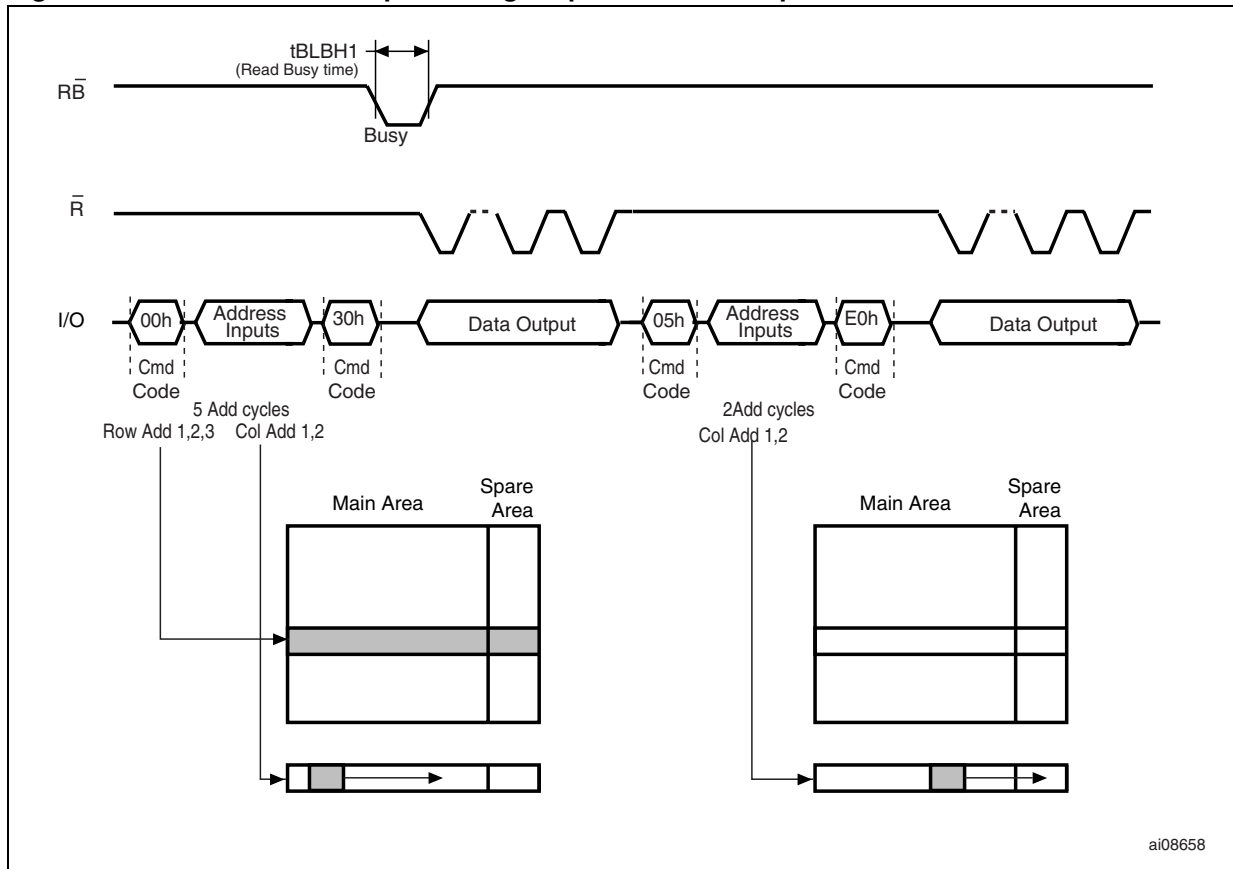 tBLBH1
(Read Busy time)
RB̅
Busy
R̅
I/O
00h
Address
Inputs
30h
Data Output
05h
Address
Inputs
E0h
Data Output
Cmd
Code
Cmd
Code
Cmd
Code
Cmd
Code
5 Add cycles
Row Add 1,2,3 Col Add 1,2
2Add cycles
Col Add 1,2
Main Area
Spare
Area
Main Area
Spare
Area
ai08658